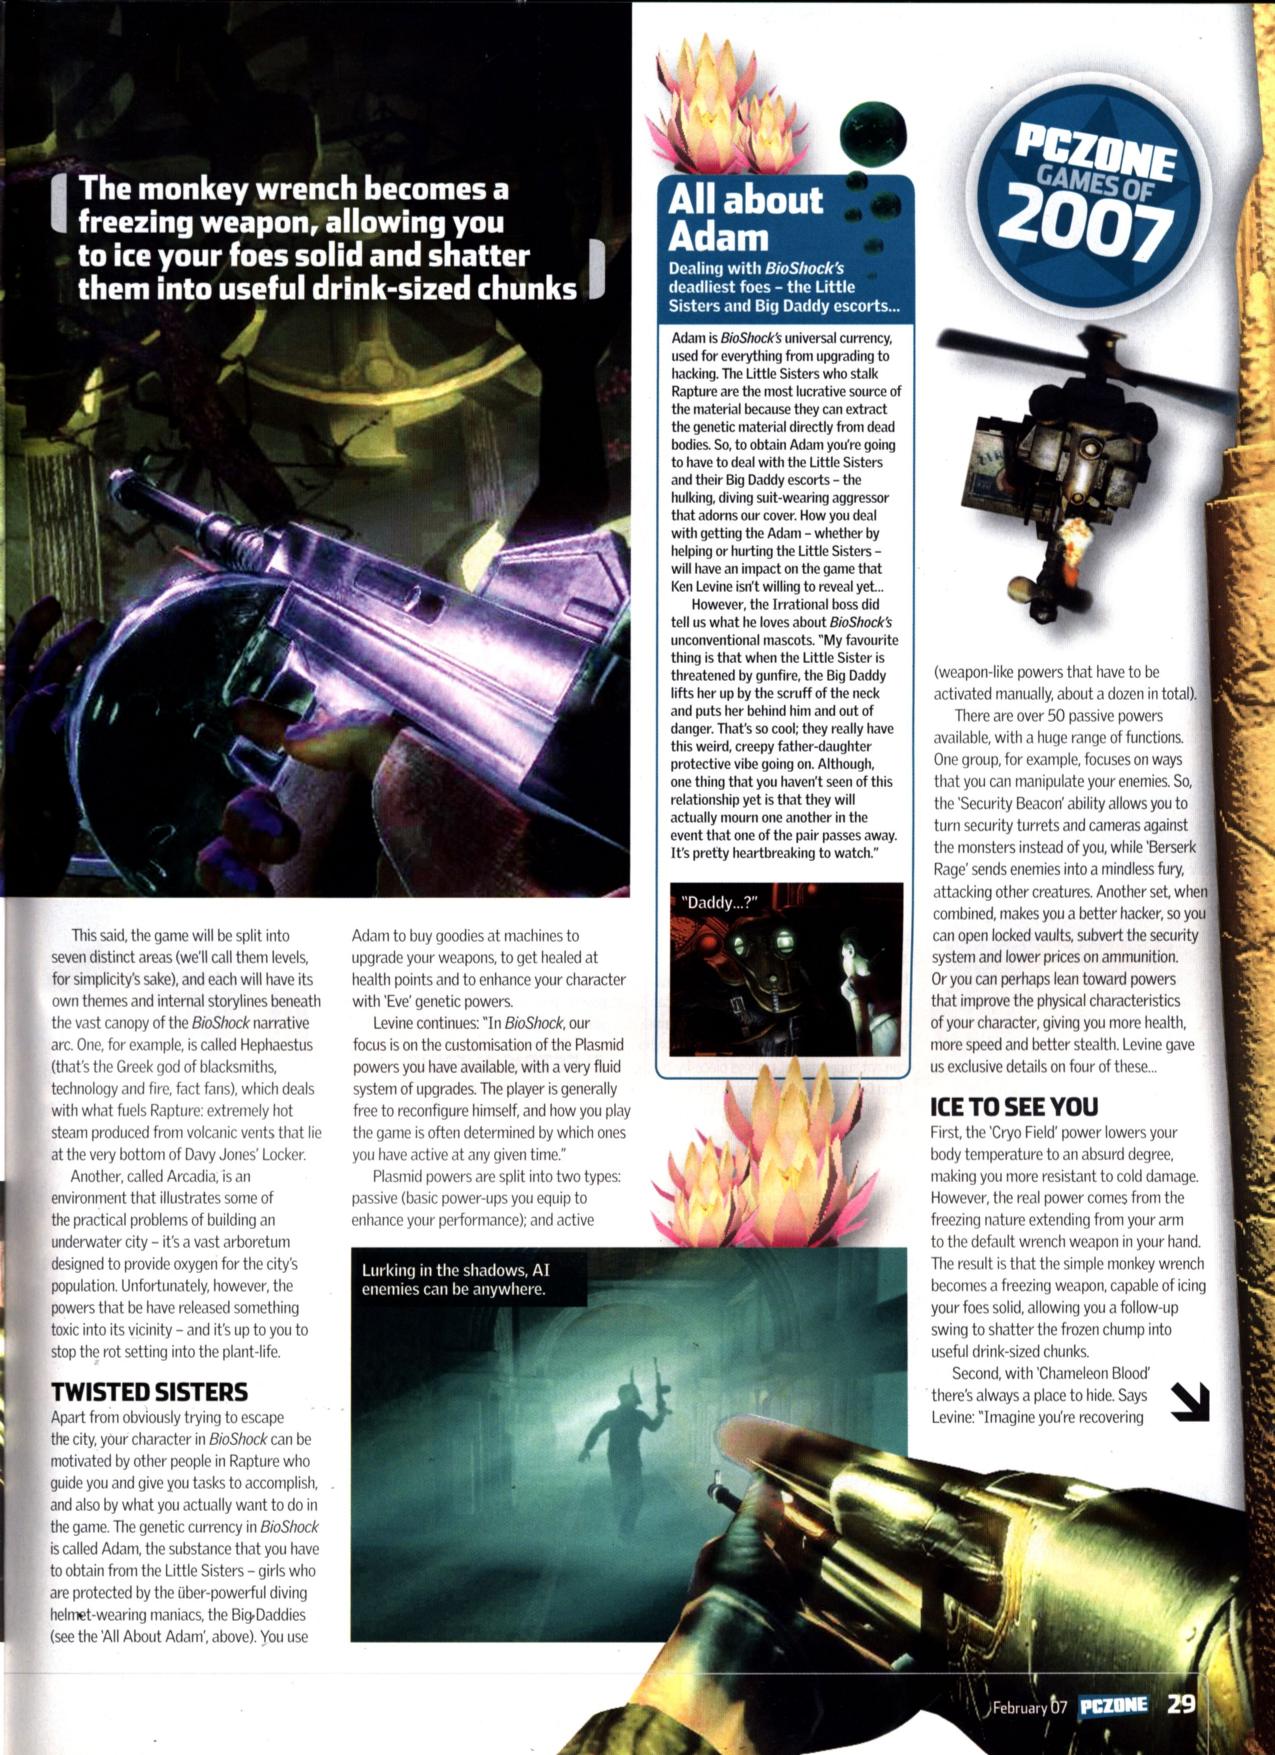 The monkey wrench becomes a
freezing weapon, allowing you
to ice your foes solid and shatter
them into useful drink-sized chunks
This said, the game will be split into
seven distinct areas (we'll call them levels,
for simplicity's sake), and each will have its
own themes and internal storylines beneath
the vast canopy of the BioShock narrative
arc. One, for example, is called Hephaestus
(that's the Greek god of blacksmiths,
technology and fire, fact fans), which deals
with what fuels Rapture: extremely hot
steam produced from volcanic vents that lie
at the very bottom of Davy Jones' Locker.
Another, called Arcadia, is an
environment that illustrates some of
the practical problems of building an
underwater city – it's a vast arboretum
designed to provide oxygen for the city's
population. Unfortunately, however, the
powers that be have released something
toxic into its vicinity – and it's up to you to
stop the rot setting into the plant-life.
TWISTED SISTERS
Apart from obviously trying to escape
the city, your character in BioShock can be
motivated by other people in Rapture who
guide you and give you tasks to accomplish,
and also by what you actually want to do in
the game. The genetic currency in BioShock
is called Adam, the substance that you have
to obtain from the Little Sisters – girls who
are protected by the über-powerful diving
helmet-wearing maniacs, the Big Daddies
(see the 'All About Adam', above). You use
Adam to buy goodies at machines to
upgrade your weapons, to get healed at
health points and to enhance your character
with 'Eve' genetic powers.
Levine continues: "In BioShock, our
focus is on the customisation of the Plasmid
powers you have available, with a very fluid
system of upgrades. The player is generally
free to reconfigure himself, and how you play
the game is often determined by which ones
you have active at any given time."
Plasmid powers are split into two types:
passive (basic power-ups you equip to
enhance your performance); and active
Lurking in the shadows, AI
enemies can be anywhere.
All about
Adam
Dealing with BioShock's
deadliest foes – the Little
Sisters and Big Daddy escorts...
Adam is BioShock's universal currency,
used for everything from upgrading to
hacking. The Little Sisters who stalk
Rapture are the most lucrative source of
the material because they can extract
the genetic material directly from dead
bodies. So, to obtain Adam you're going
to have to deal with the Little Sisters
and their Big Daddy escorts – the
hulking, diving suit-wearing aggressor
that adorns our cover. How you deal
with getting the Adam – whether by
helping or hurting the Little Sisters –
will have an impact on the game that
Ken Levine isn't willing to reveal yet...
However, the Irrational boss did
tell us what he loves about BioShock's
unconventional mascots. "My favourite
thing is that when the Little Sister is
threatened by gunfire, the Big Daddy
lifts her up by the scruff of the neck
and puts her behind him and out of
danger. That's so cool; they really have
this weird, creepy father-daughter
protective vibe going on. Although,
one thing that you haven't seen of this
relationship yet is that they will
actually mourn one another in the
event that one of the pair passes away.
It's pretty heartbreaking to watch."
"Daddy...?"
PCZONE
GAMES OF
2007
(weapon-like powers that have to be
activated manually, about a dozen in total).
There are over 50 passive powers
available, with a huge range of functions.
One group, for example, focuses on ways
that you can manipulate your enemies. So,
the 'Security Beacon' ability allows you to
turn security turrets and cameras against
the monsters instead of you, while 'Berserk
Rage' sends enemies into a mindless fury,
attacking other creatures. Another set, when
combined, makes you a better hacker, so you
can open locked vaults, subvert the security
system and lower prices on ammunition.
Or you can perhaps lean toward powers
that improve the physical characteristics
of your character, giving you more health,
more speed and better stealth. Levine gave
us exclusive details on four of these...
ICE TO SEE YOU
First, the 'Cryo Field' power lowers your
body temperature to an absurd degree,
making you more resistant to cold damage.
However, the real power comes from the
freezing nature extending from your arm
to the default wrench weapon in your hand.
The result is that the simple monkey wrench
becomes a freezing weapon, capable of icing
your foes solid, allowing you a follow-up
swing to shatter the frozen chump into
useful drink-sized chunks.
Second, with 'Chameleon Blood'
there's always a place to hide. Says
Levine: "Imagine you're recovering
February 07 PCZONE 29